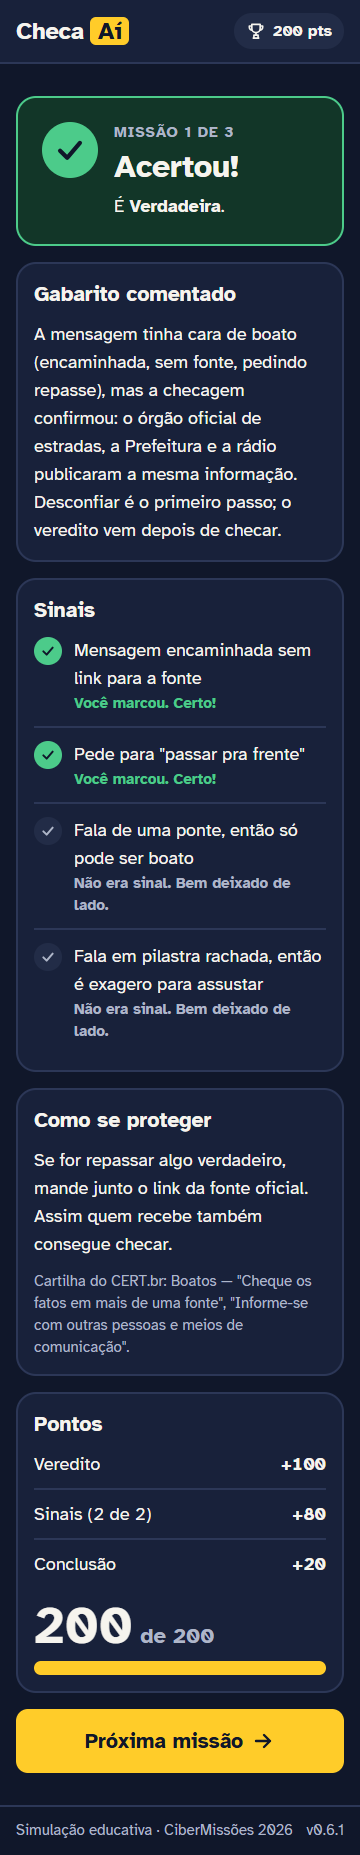 Checa Aí
200 pts
MISSÃO 1 DE 3
Acertou!
É Verdadeira.
Gabarito comentado
A mensagem tinha cara de boato
(encaminhada, sem fonte, pedindo
repasse), mas a checagem
confirmou: o órgão oficial de
estradas, a Prefeitura e a rádio
publicaram a mesma informação.
Desconfiar é o primeiro passo; o
veredito vem depois de checar.
Sinais
Mensagem encaminhada sem
link para a fonte
Você marcou. Certo!
Pede para "passar pra frente"
Você marcou. Certo!
Fala de uma ponte, então só
pode ser boato
Não era sinal. Bem deixado de
lado.
Fala em pilastra rachada, então
é exagero para assustar
Não era sinal. Bem deixado de
lado.
Como se proteger
Se for repassar algo verdadeiro,
mande junto o link da fonte oficial.
Assim quem recebe também
consegue checar.
Cartilha do CERT.br: Boatos — "Cheque os
fatos em mais de uma fonte", "Informe-se
com outras pessoas e meios de
comunicação".
Pontos
Veredito +100
Sinais (2 de 2) +80
Conclusão +20
200 de 200
Próxima missão →
Simulação educativa · CiberMissões 2026 v0.6.1